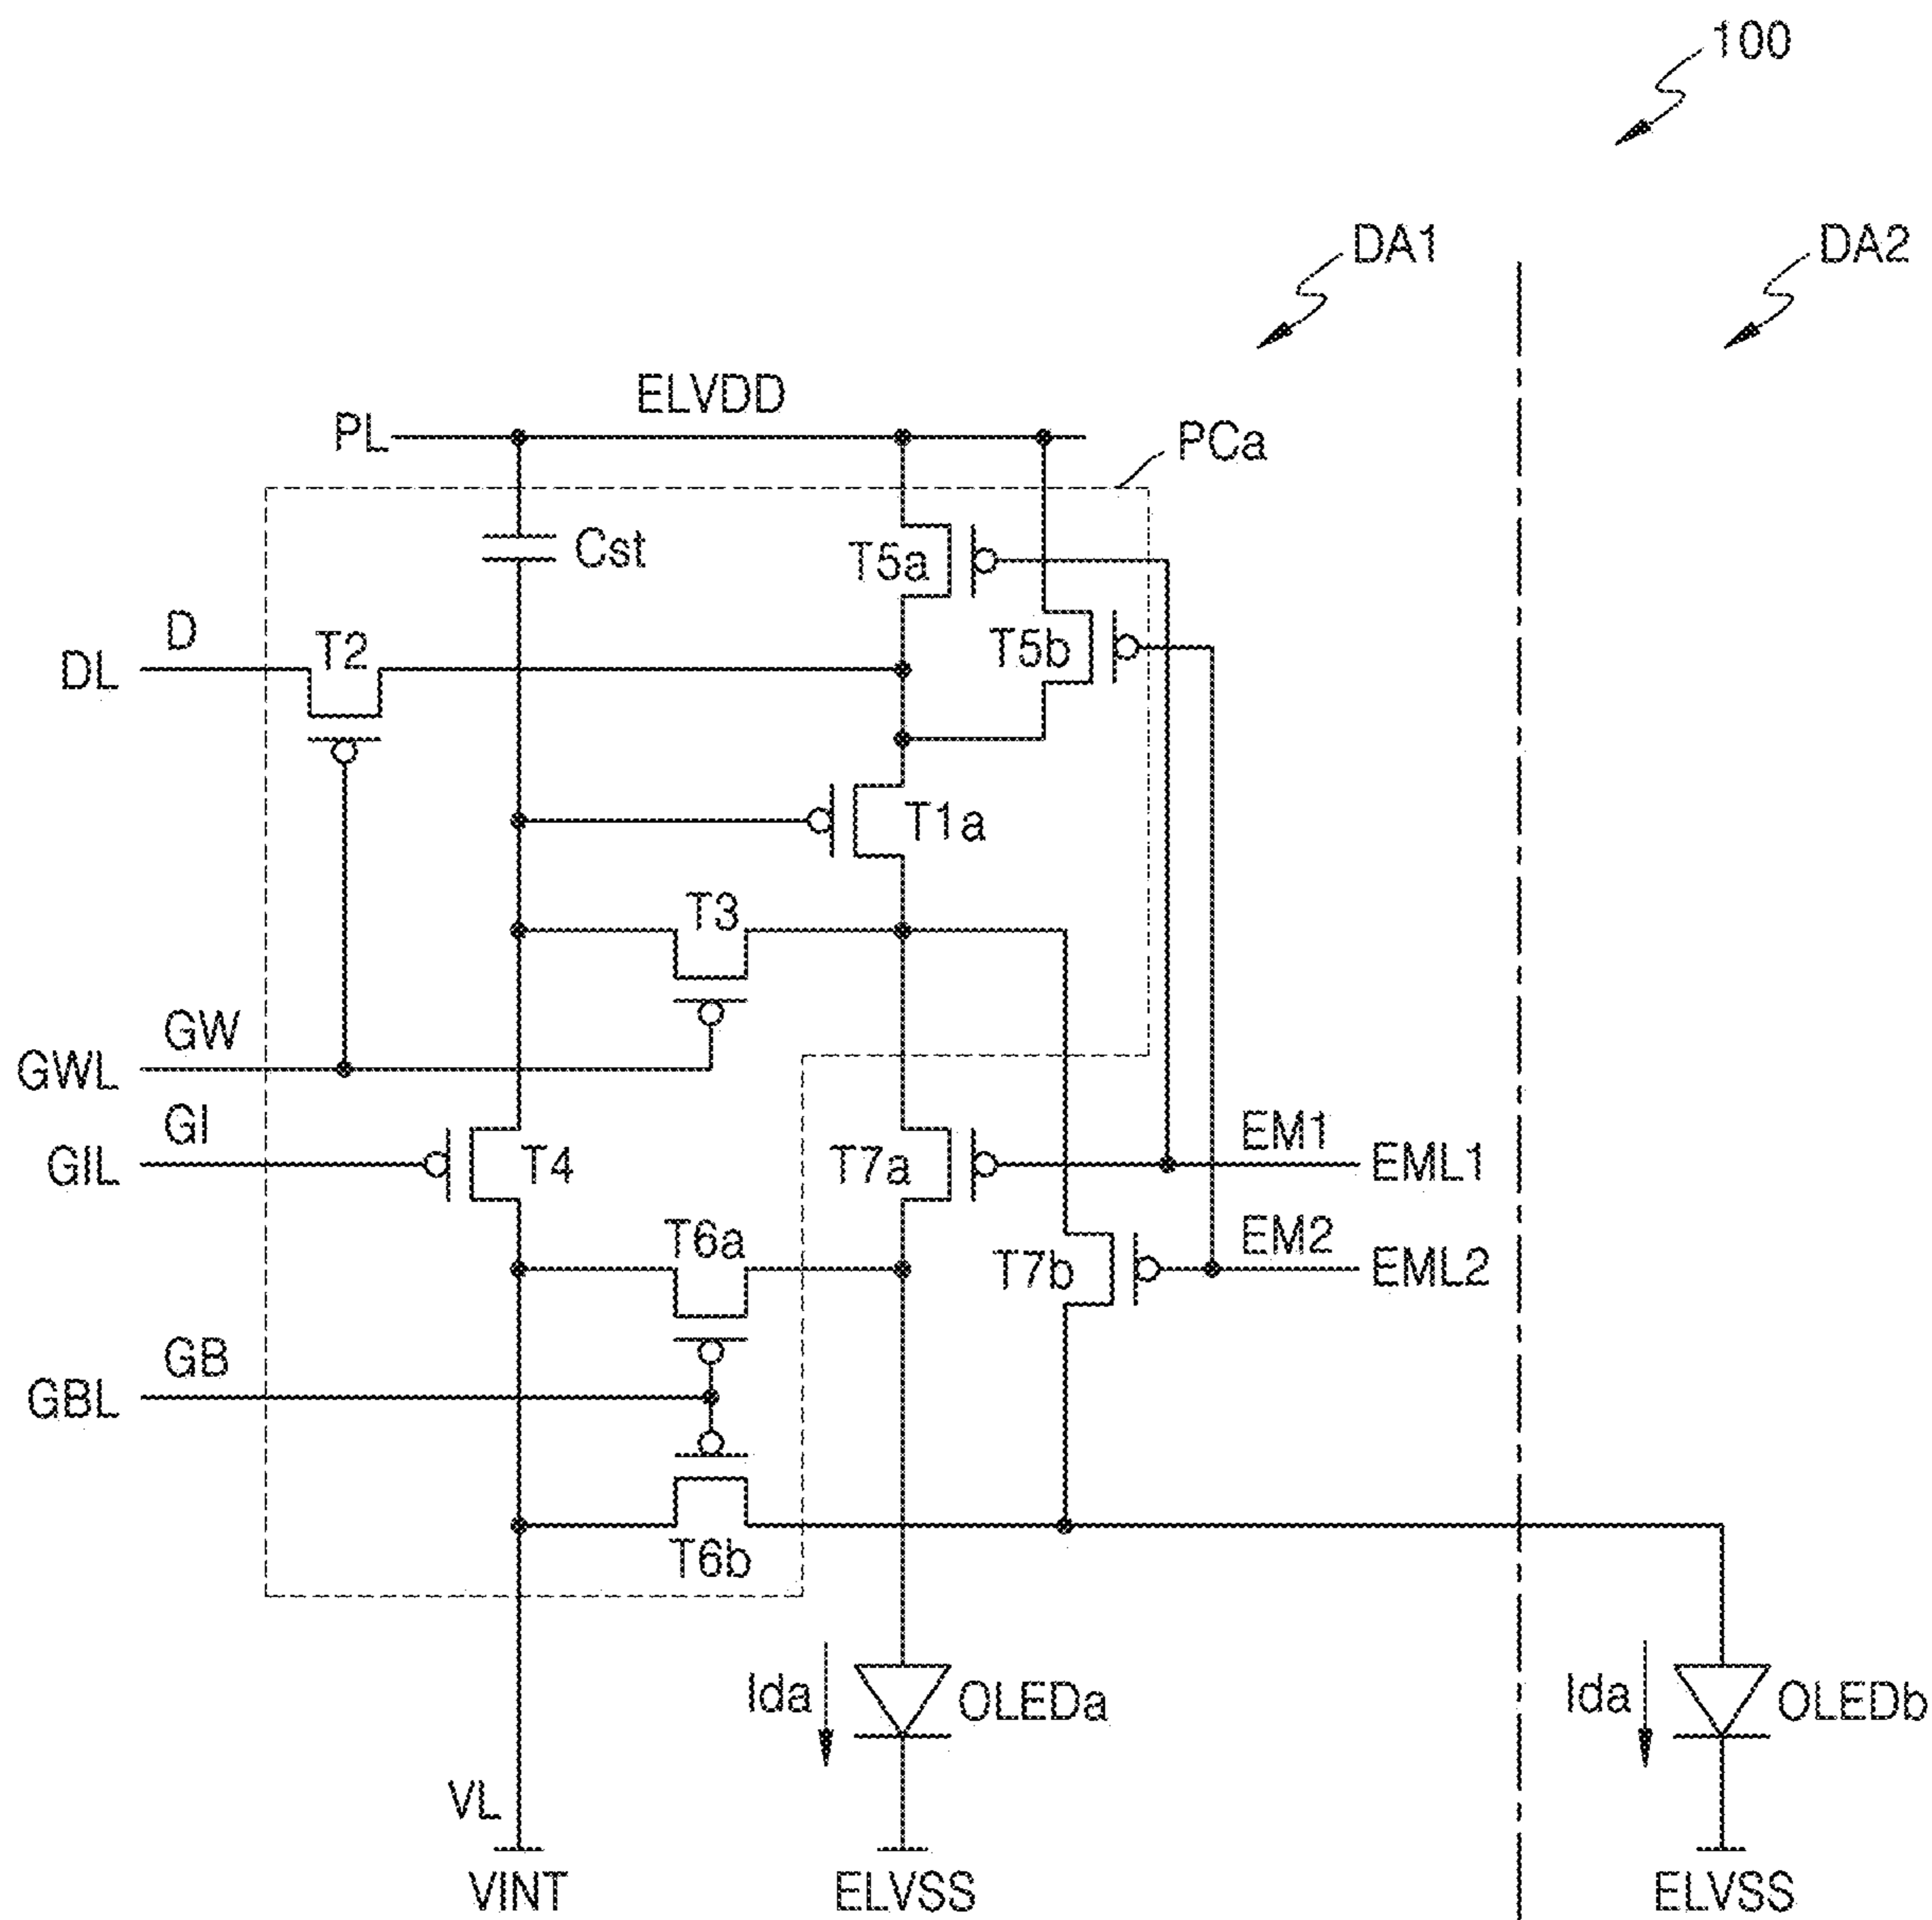 100
DA1
DA2
ELVDD
PL
PCa
Cst
T5a
D
T2
T5b
DL
T1a
T3
GW
GWL
GI
GIL
T4
T7a
EM1
EML1
T6a
T7b
EM2
EML2
GB
GBL
T6b
Ida
OLEDa
Ida
OLEDb
VL
VINT
ELVSS
ELVSS